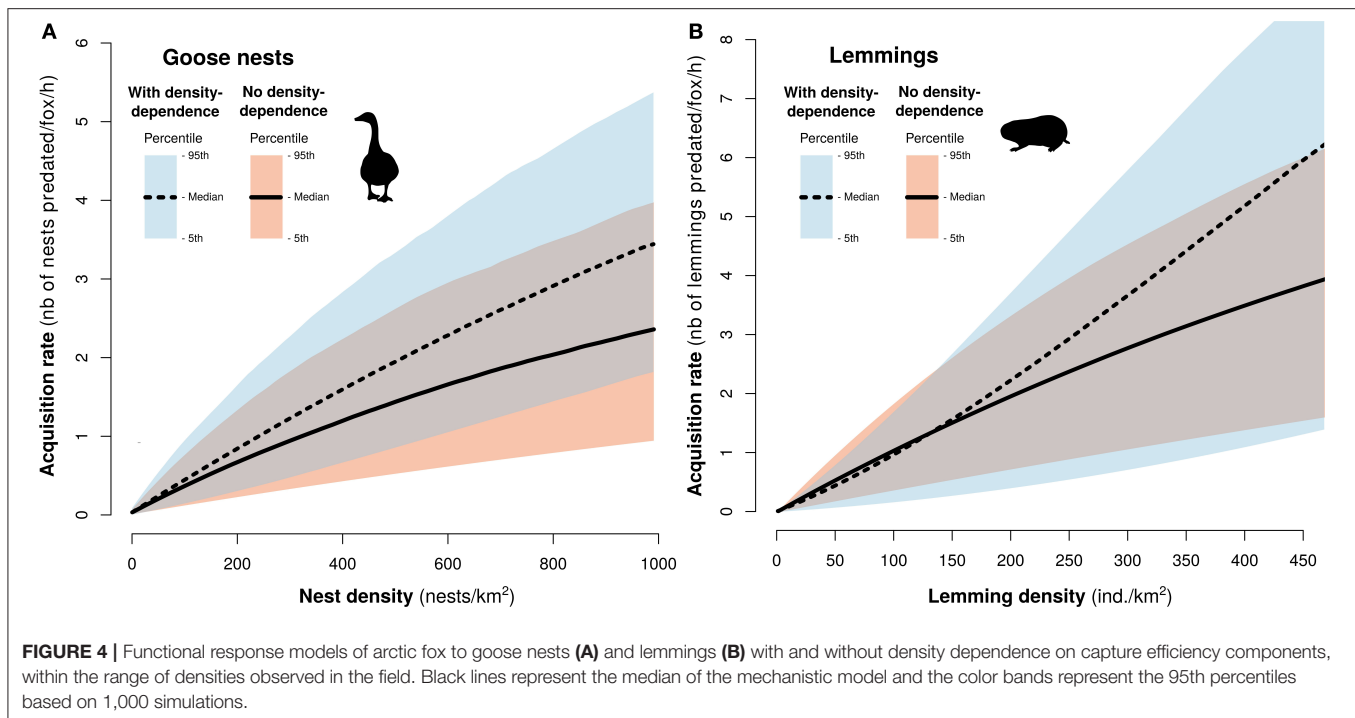 A
Goose nests
With density-
dependence
No density-
dependence
Percentile
Percentile
- 95th
- Median
- 5th
- 95th
- Median
- 5th
Acquisition rate (nb of nests predated/fox/h)
6
5
4
3
2
1
0
0 200 400 600 800 1000
Nest density (nests/km²)
B
Lemmings
With density-
dependence
No density-
dependence
Percentile
Percentile
- 95th
- Median
- 5th
- 95th
- Median
- 5th
Acquisition rate (nb of lemmings predated/fox/h)
8
7
6
5
4
3
2
1
0
0 50 100 150 200 250 300 350 400 450
Lemming density (ind./km²)
FIGURE 4 | Functional response models of arctic fox to goose nests (A) and lemmings (B) with and without density dependence on capture efficiency components,
within the range of densities observed in the field. Black lines represent the median of the mechanistic model and the color bands represent the 95th percentiles
based on 1,000 simulations.